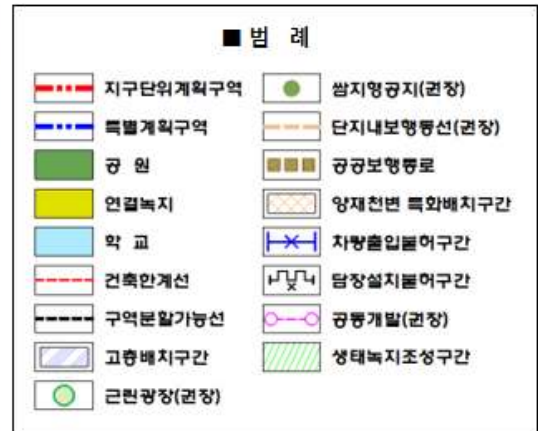 ■ 범 례
지구단위계획구역
특별계획구역
공 원
연결녹지
학 교
건축한계선
구역분할가능선
고층배치구간
근린광장(권장)
쌈지형공지(권장)
단지내보행동선(권장)
공공보행통로
양재천변 특화배치구간
차량출입불허구간
담장설치불허구간
공동개발(권장)
생태녹지조성구간